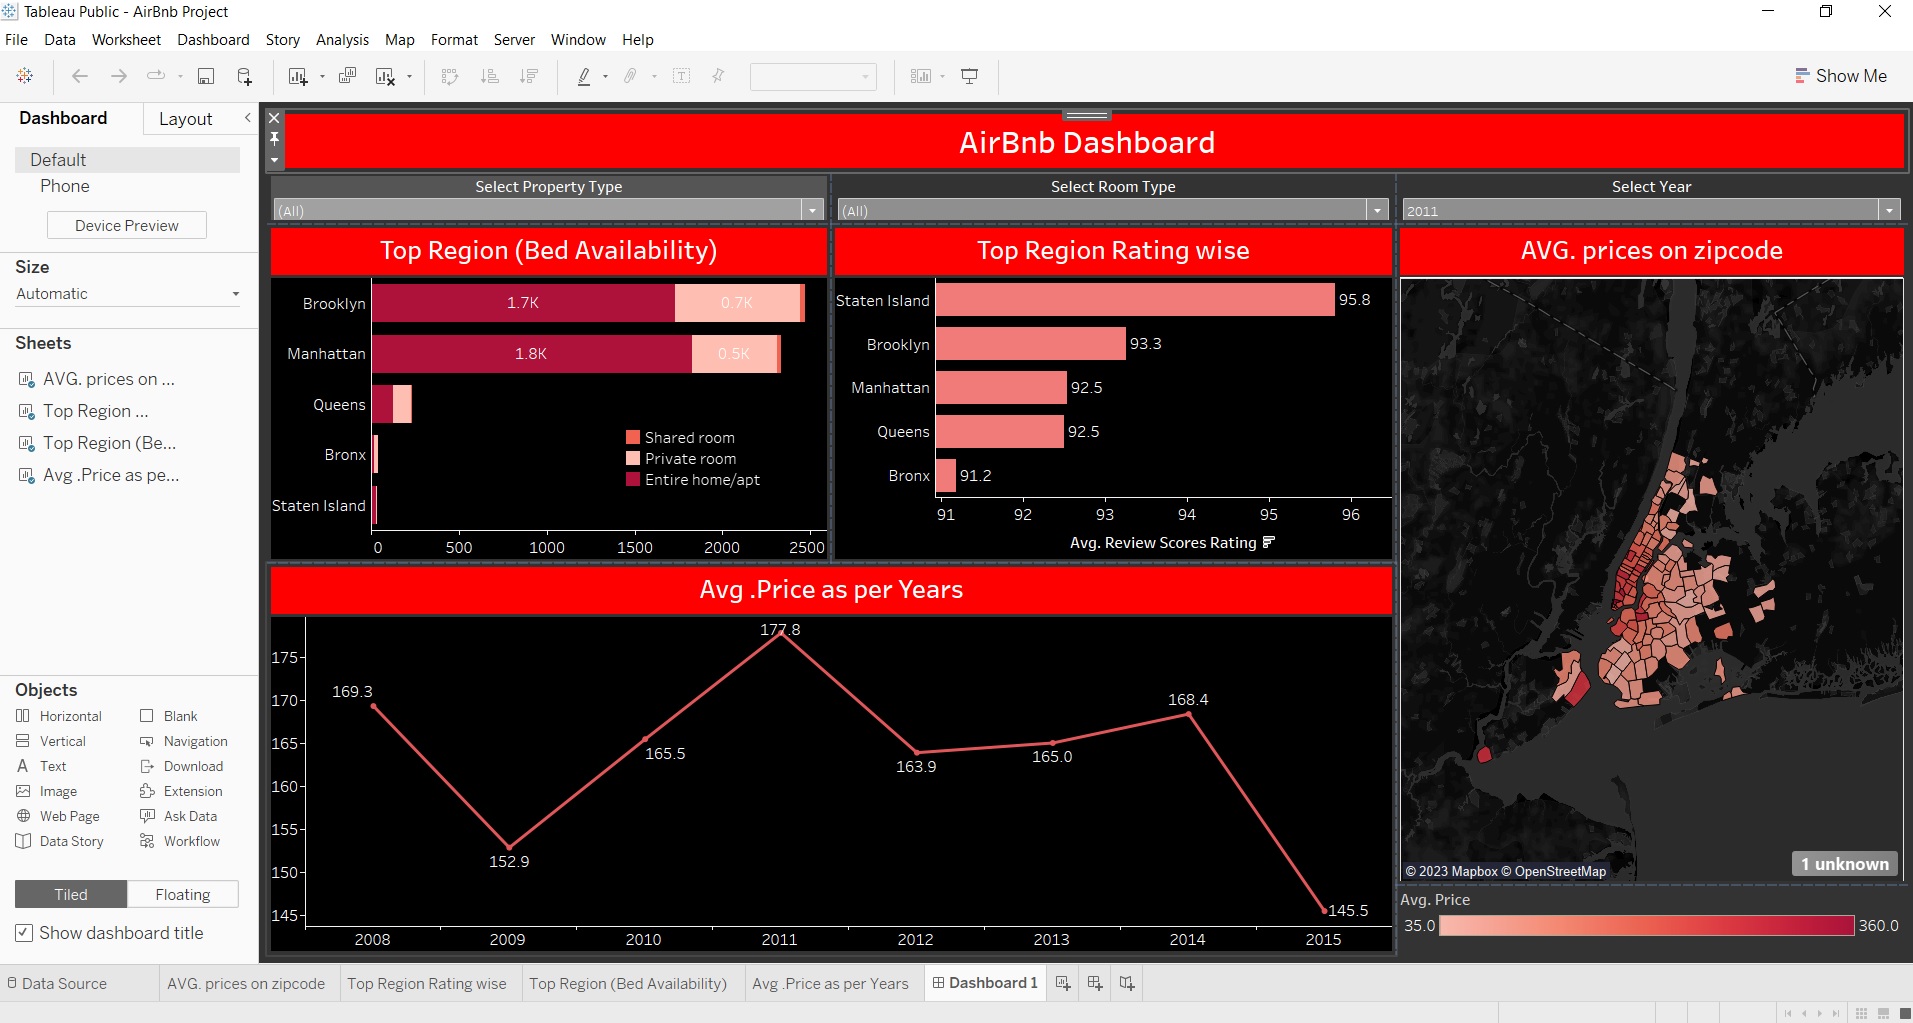 Tableau Public - AirBnb Project
File Data Worksheet Dashboard Story Analysis Map Format Server Window Help
Show Me
Dashboard Layout
Default
Phone
Device Preview
Size
Automatic
Sheets
AVG. prices on ...
Top Region ...
Top Region (Be...
Avg .Price as pe...
Objects
Horizontal Blank
Vertical Navigation
Text Download
Image Extension
Web Page Ask Data
Data Story Workflow
Tiled Floating
Show dashboard title
AirBnb Dashboard
Select Property Type
(All)
Select Room Type
(All)
Select Year
2011
Top Region (Bed Availability)
Brooklyn 1.7K 0.7K
Manhattan 1.8K 0.5K
Queens
Bronx
Staten Island
Shared room
Private room
Entire home/apt
0 500 1000 1500 2000 2500
Top Region Rating wise
Staten Island 95.8
Brooklyn 93.3
Manhattan 92.5
Queens 92.5
Bronx 91.2
91 92 93 94 95 96
Avg. Review Scores Rating
AVG. prices on zipcode
1 unknown
© 2023 Mapbox © OpenStreetMap
Avg. Price
35.0 360.0
Avg .Price as per Years
175
170
165
160
155
150
145
169.3
152.9
165.5
177.8
163.9
165.0
168.4
145.5
2008 2009 2010 2011 2012 2013 2014 2015
Data Source AVG. prices on zipcode Top Region Rating wise Top Region (Bed Availability) Avg .Price as per Years Dashboard 1